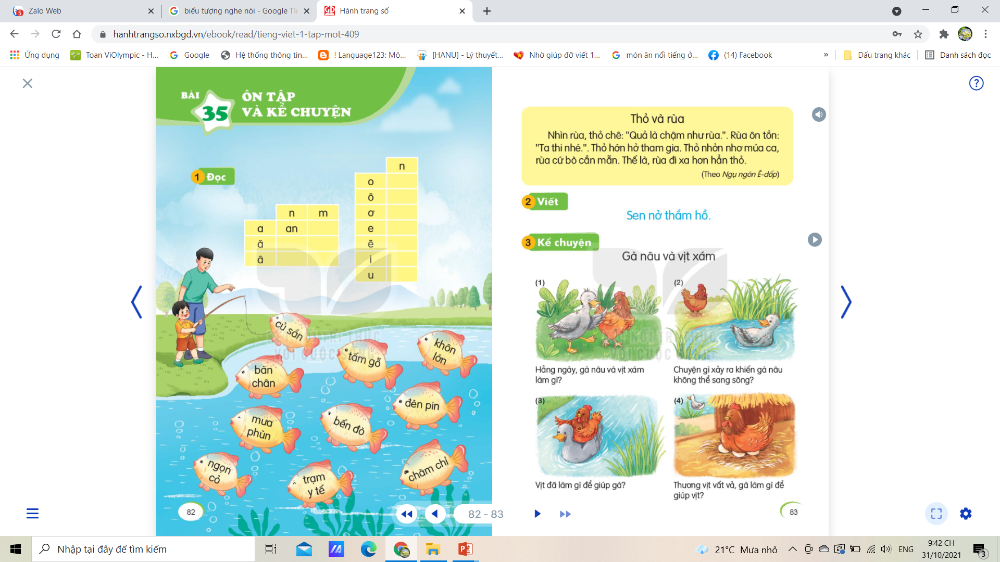 Zalo Web
biểu tượng nghe nói - Google Tì
Hành trang số
hanhtrangso.nxbgd.vn/ebook/read/tieng-viet-1-tap-mot-409
Ứng dụng
Toan ViOlympic - H...
Google
Hệ thống thông tin...
! Language123: Mô...
[HANU] - Lý thuyết...
Nhờ giúp đỡ viết 1...
món ăn nổi tiếng ở...
(14) Facebook
»
Dấu trang khác
Danh sách đọc
BÀI
35
ÔN TẬP
VÀ KỂ CHUYỆN
1 Đọc
n m
a an
ă
â
n
o
ô
ơ
e
ê
i
u
củ sắn
tấm gỗ
khôn
lớn
bàn
chân
đèn pin
mưa
phùn
bến đò
ngọn
cỏ
trạm
y tế
chăm chỉ
82
Thỏ và rùa
Nhìn rùa, thỏ chê: "Quả là chậm như rùa.". Rùa ôn tồn:
"Ta thi nhé.". Thỏ hớn hở tham gia. Thỏ nhởn nhơ múa ca,
rùa cứ bò cần mẫn. Thế là, rùa đi xa hơn hẳn thỏ.
(Theo Ngụ ngôn Ê-dốp)
2 Viết
Sen nở thắm hồ.
3 Kể chuyện
Gà nâu và vịt xám
(1)
(2)
Hằng ngày, gà nâu và vịt xám
làm gì?
Chuyện gì xảy ra khiến gà nâu
không thể sang sông?
(3)
(4)
Vịt đã làm gì để giúp gà?
Thương vịt vất vả, gà làm gì để
giúp vịt?
83
82 - 83
Nhập tại đây để tìm kiếm
21°C Mưa nhỏ
ENG
9:42 CH
31/10/2021
3